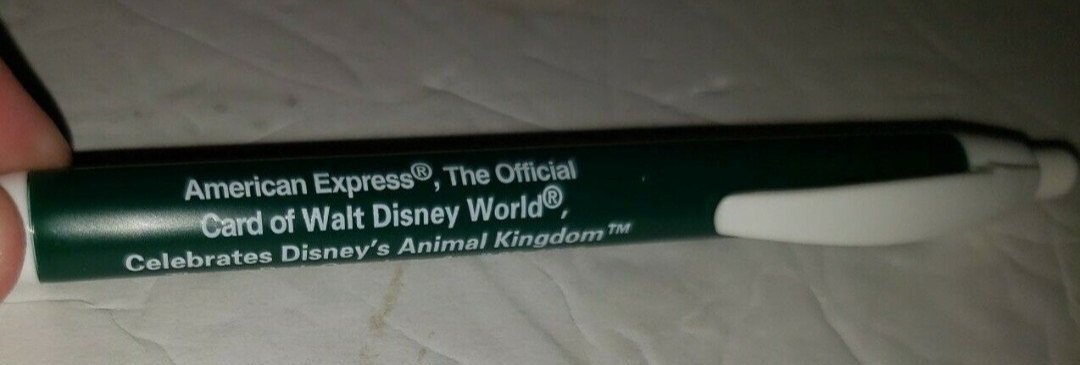 American Express®, The Official
Card of Walt Disney World®,
Celebrates Disney's Animal Kingdom™